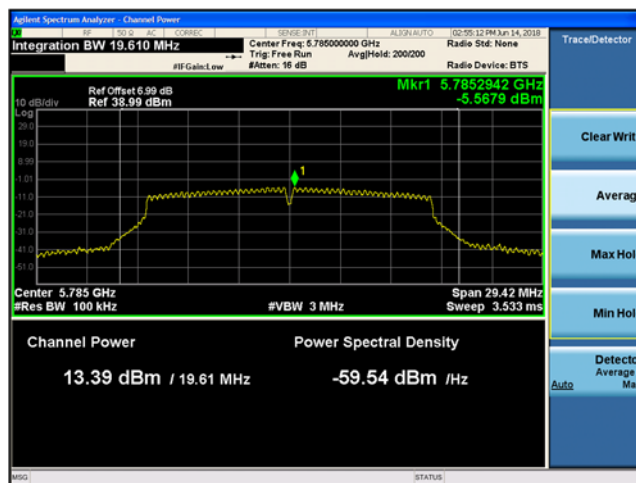 Agilent Spectrum Analyzer - Channel Power
RF 50 Ω AC CORREC SENSE:INT ALIGN AUTO 02:55:12 PM Jun 14, 2018
Integration BW 19.610 MHz
Center Freq: 5.785000000 GHz
Radio Std: None
Trig: Free Run Avg|Hold: 200/200
#IFGain:Low #Atten: 16 dB Radio Device: BTS
Trace/Detector
Ref Offset 6.99 dB
10 dB/div Ref 38.99 dBm
Mkr1 5.7852942 GHz
-5.5679 dBm
Log
29.0
19.0
8.99
-1.01
-11.0
-21.0
-31.0
-41.0
-51.0
1
Center 5.785 GHz Span 29.42 MHz
#Res BW 100 kHz #VBW 3 MHz Sweep 3.533 ms
Channel Power Power Spectral Density
13.39 dBm / 19.61 MHz -59.54 dBm /Hz
Clear Writ
Averag
Max Hol
Min Hol
Detecto
Average
Auto Ma
MSG STATUS